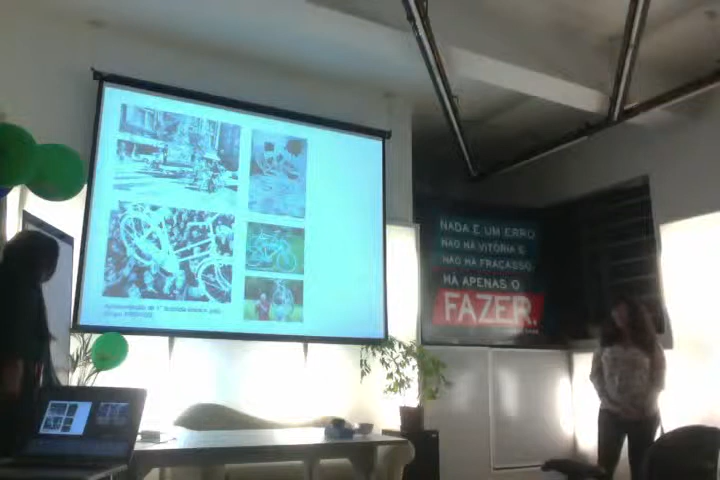 NADA É UM ERRO
NÃO HÁ VITÓRIA E
NÃO HÁ FRACASSO.
HÁ APENAS O
FAZER.